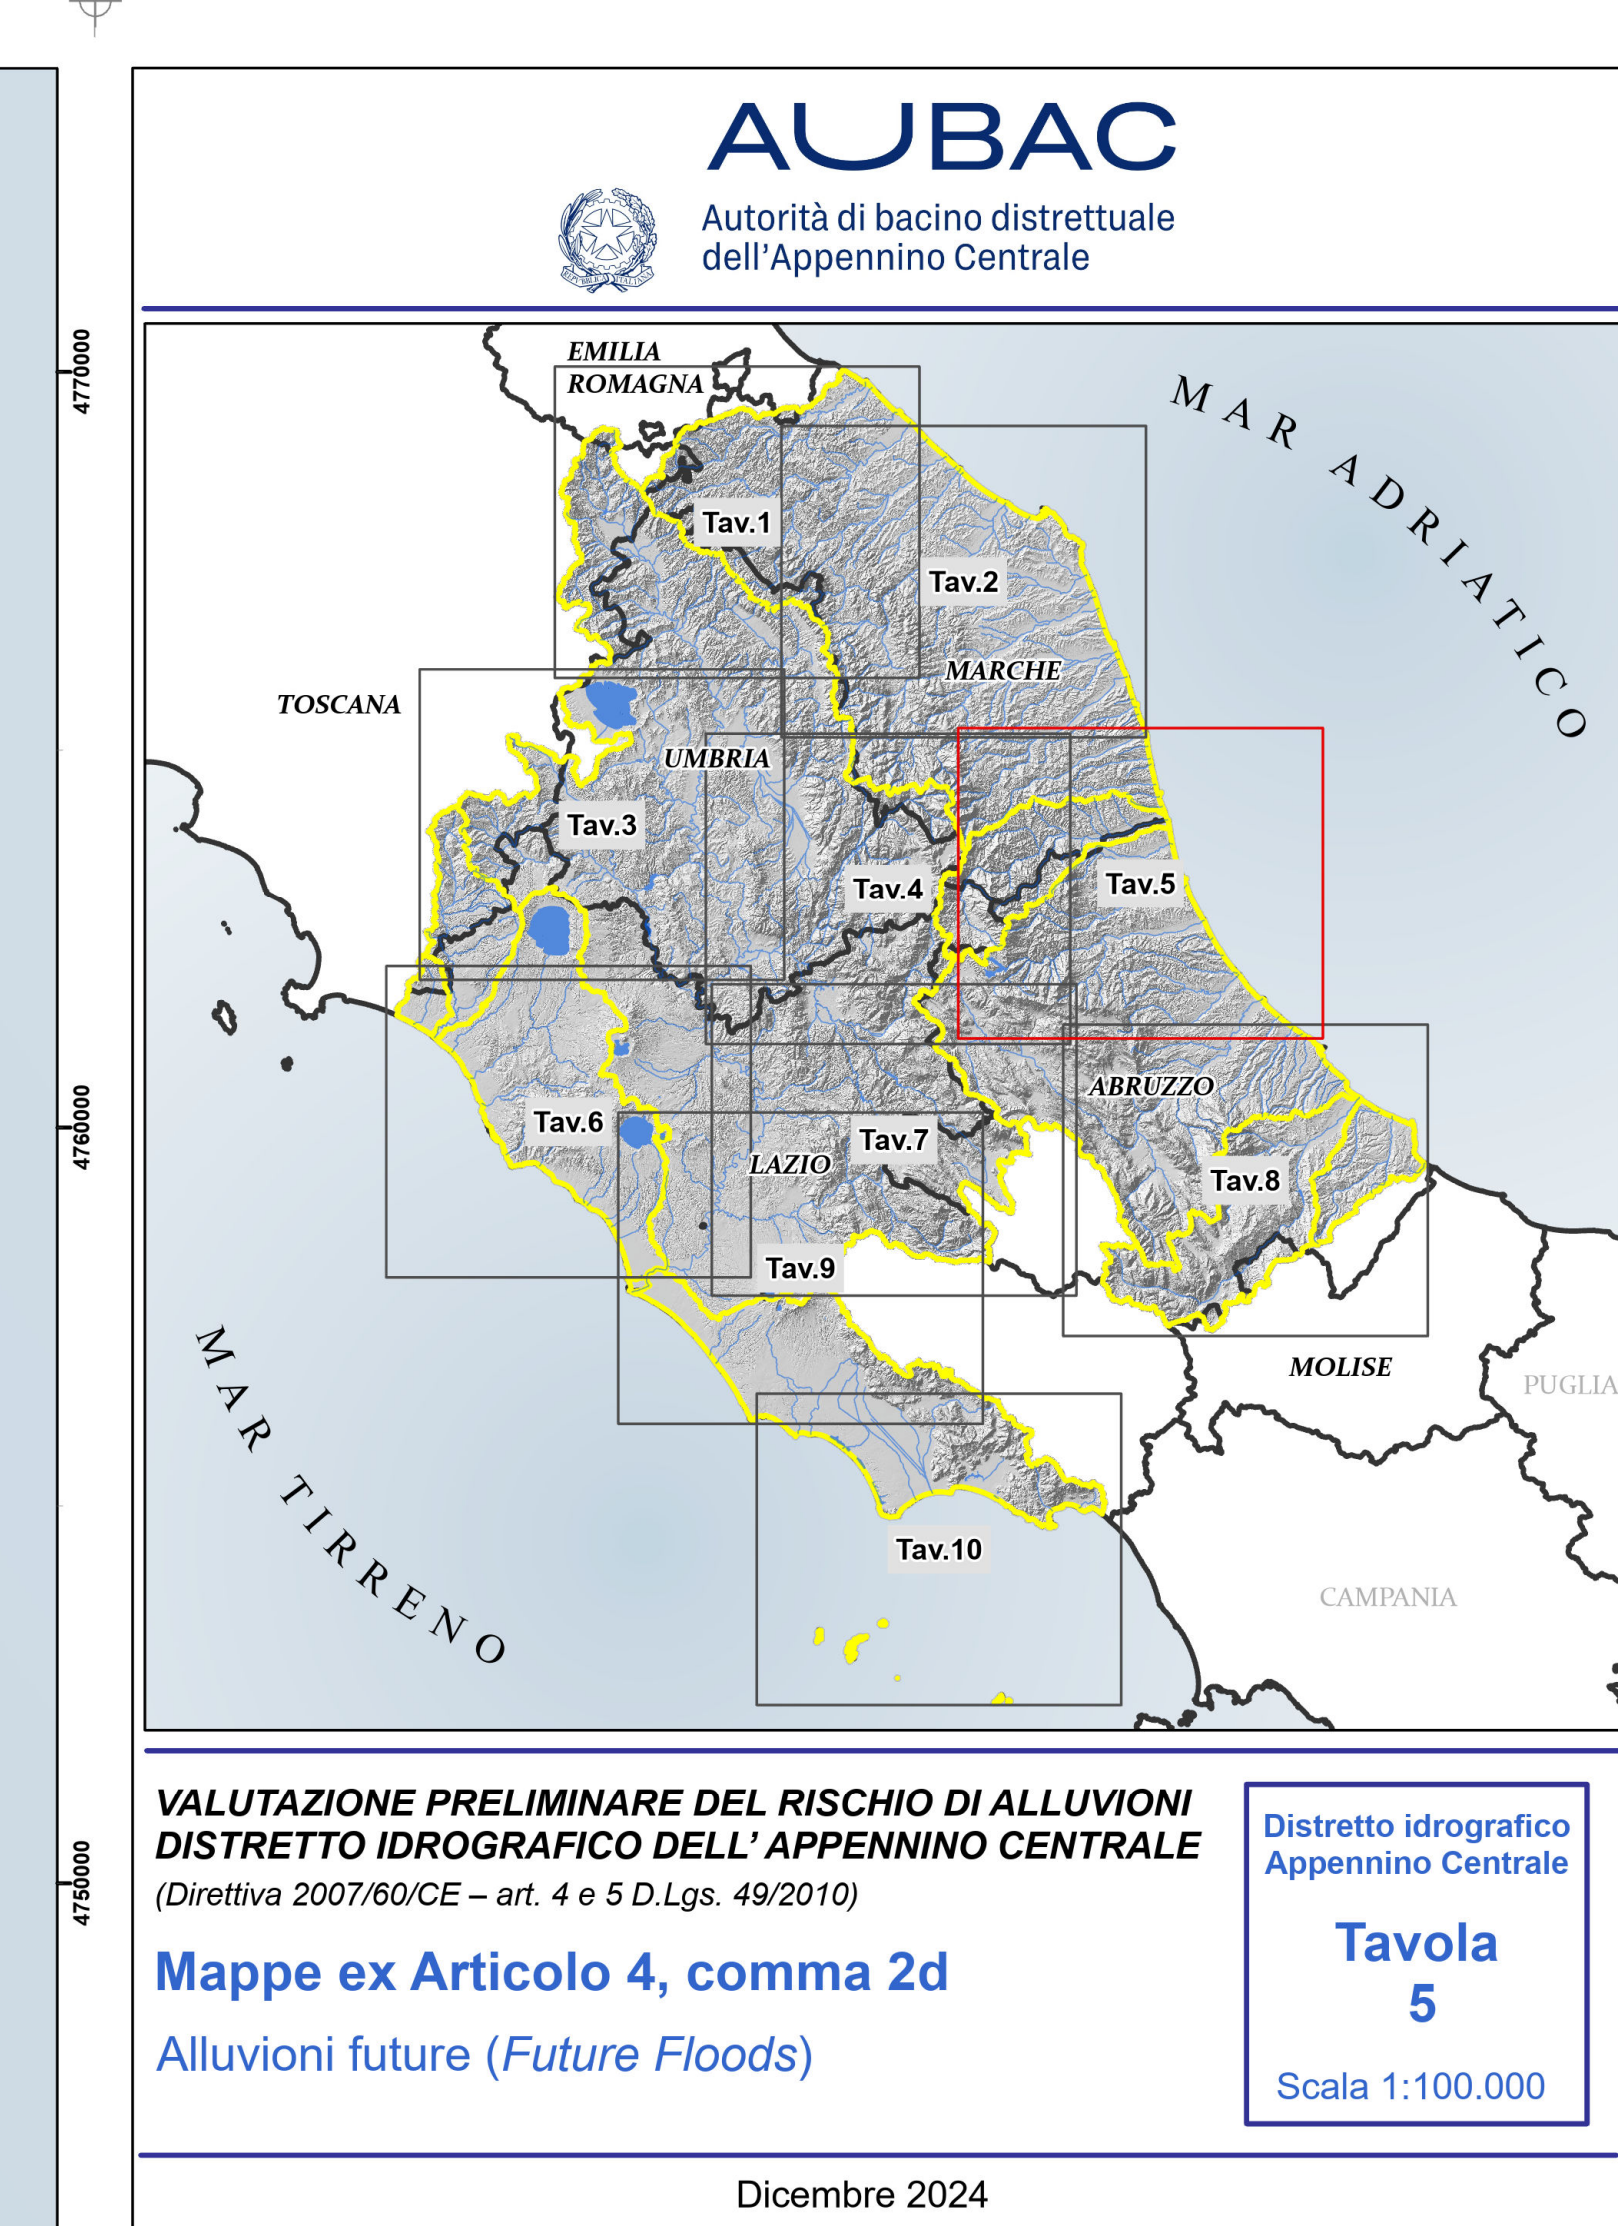 AUBAC
Autorità di bacino distrettuale
dell'Appennino Centrale
REPVBBLICA ITALIANA
4770000
4760000
4750000
EMILIA
ROMAGNA
MAR ADRIATICO
Tav.1
Tav.2
MARCHE
TOSCANA
UMBRIA
Tav.3
Tav.4
Tav.5
ABRUZZO
Tav.6
Tav.7
LAZIO
Tav.8
Tav.9
MAR TIRRENO
MOLISE
PUGLIA
Tav.10
CAMPANIA
VALUTAZIONE PRELIMINARE DEL RISCHIO DI ALLUVIONI
DISTRETTO IDROGRAFICO DELL' APPENNINO CENTRALE
(Direttiva 2007/60/CE – art. 4 e 5 D.Lgs. 49/2010)
Mappe ex Articolo 4, comma 2d
Alluvioni future (Future Floods)
Distretto idrografico
Appennino Centrale
Tavola
5
Scala 1:100.000
Dicembre 2024